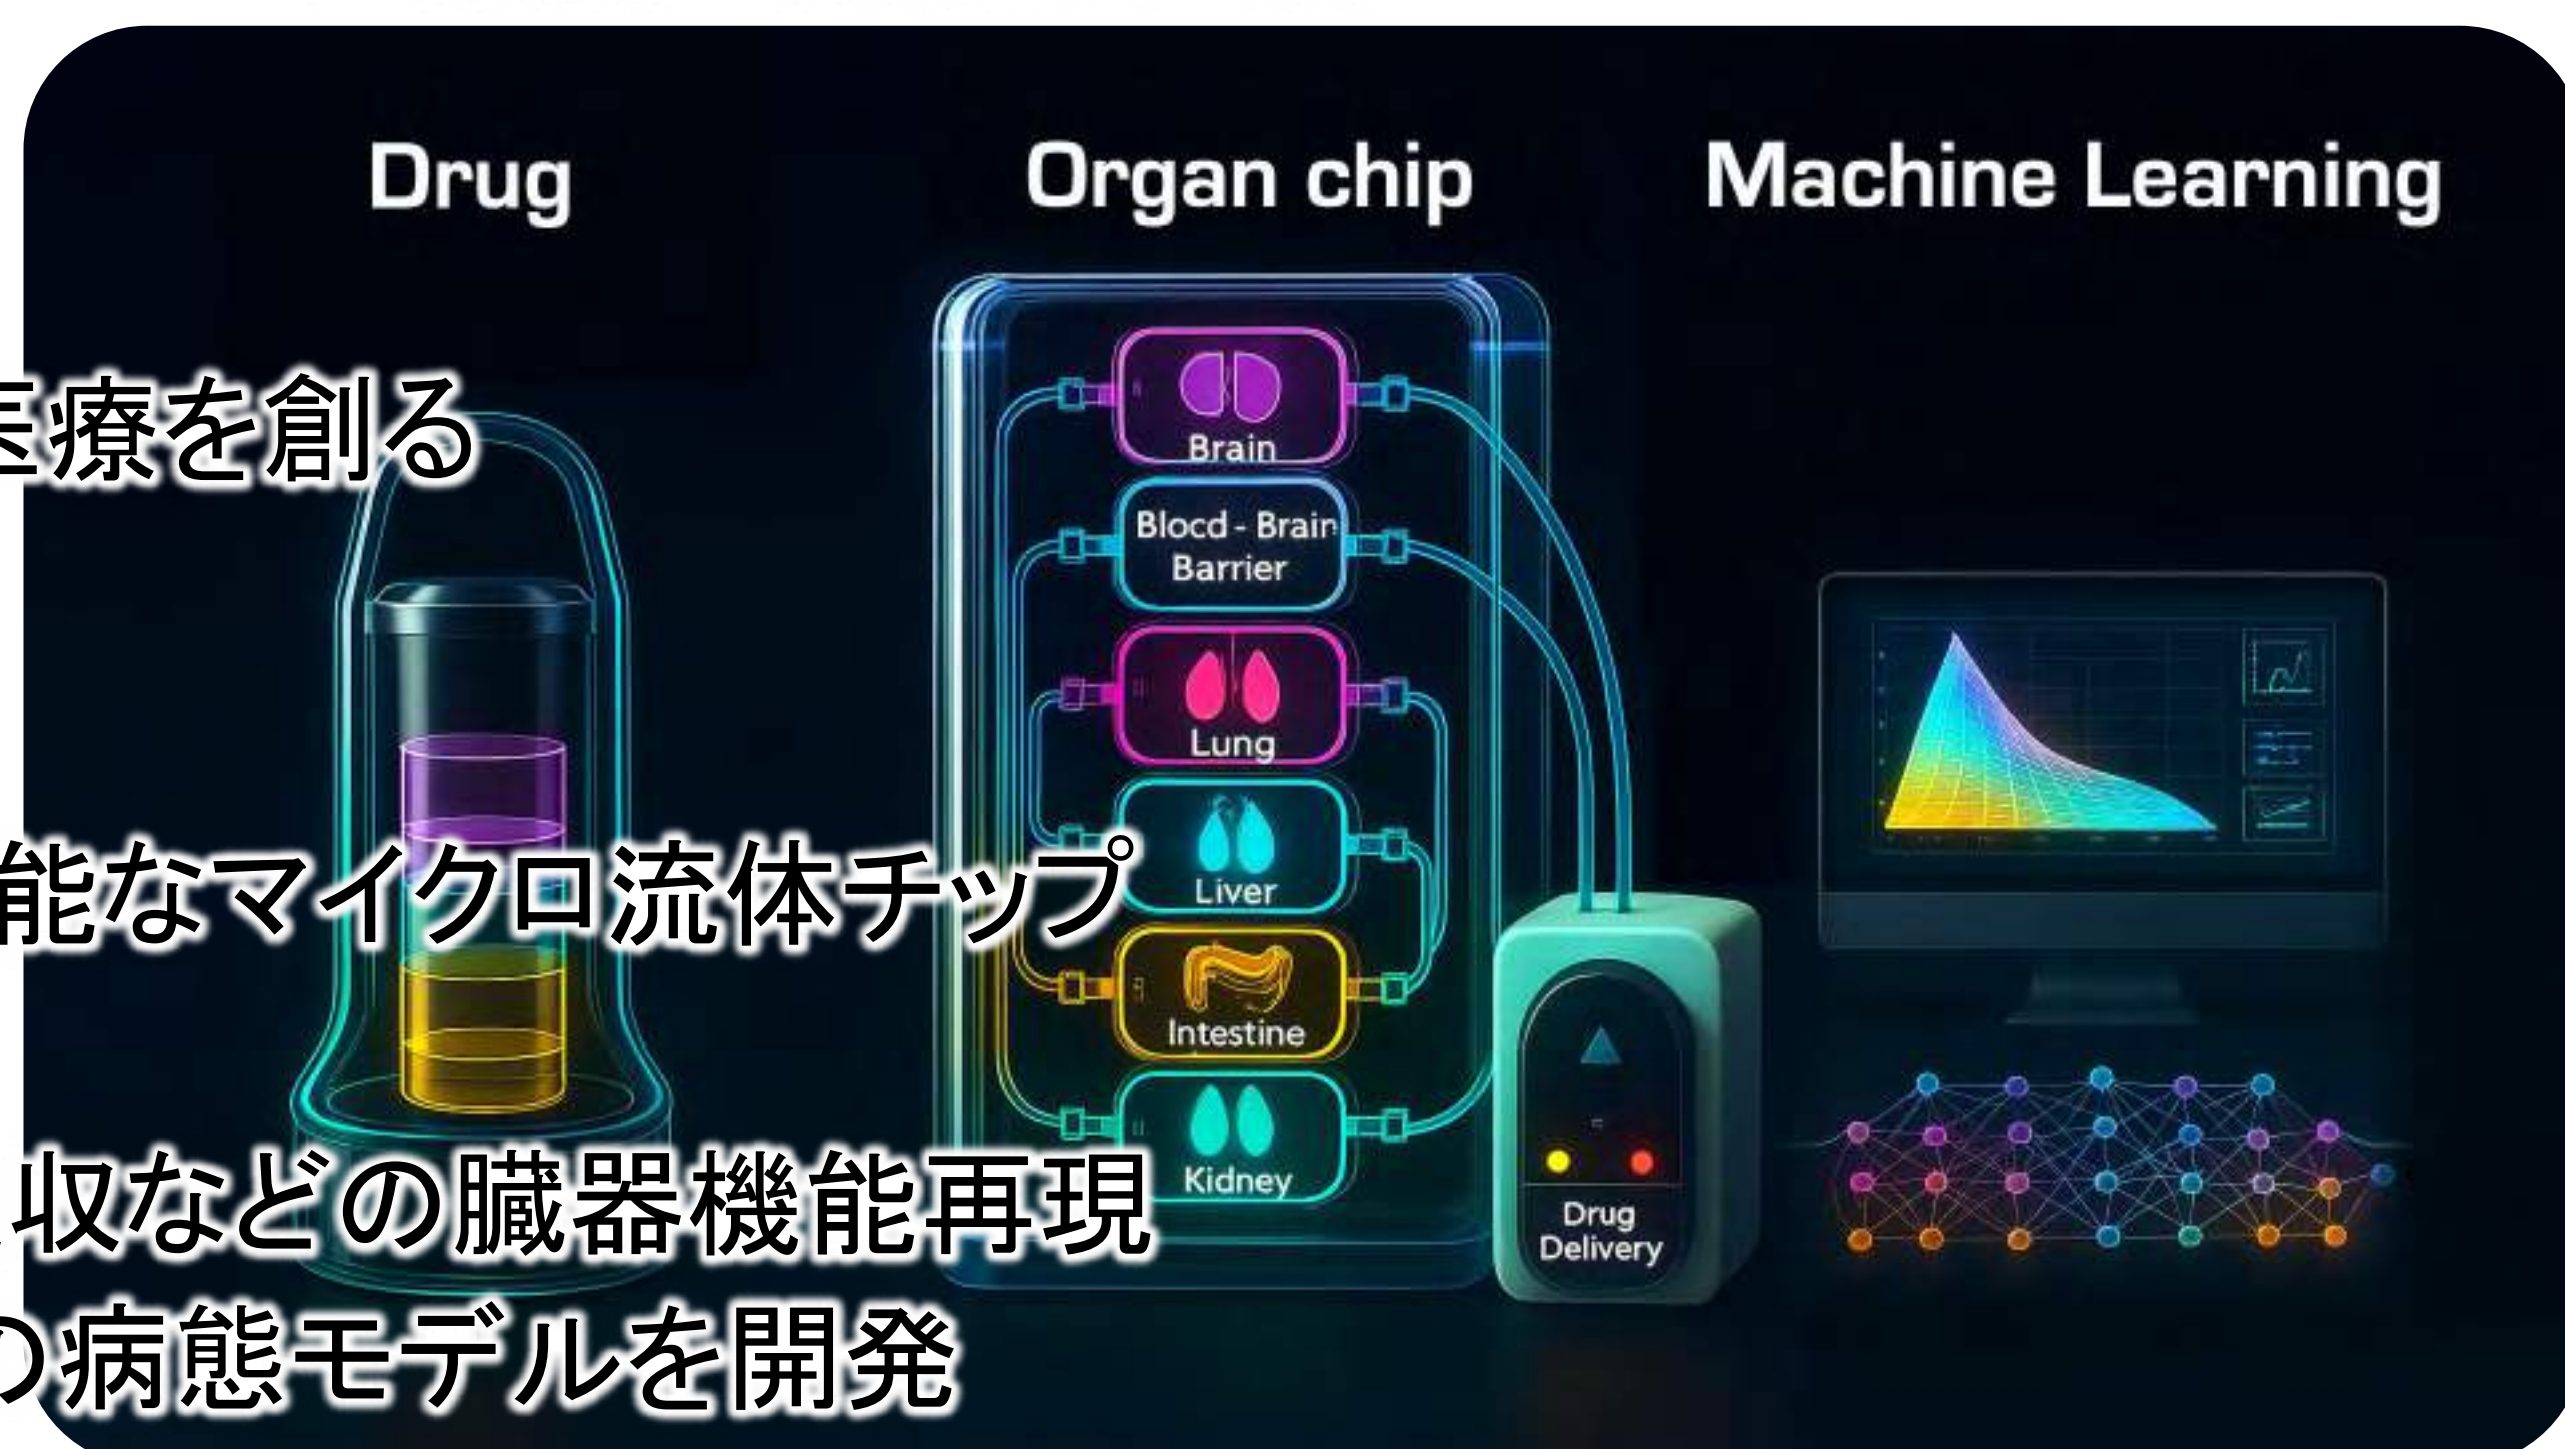 Drug
Organ chip
Machine Learning
医療を創る
Brain
Blocd - Brain
Barrier
Lung
能なマイクロ流体チップ
Liver
Intestine
収などの臓器機能再現
Kidney
Drug
Delivery
の病態モデルを開発